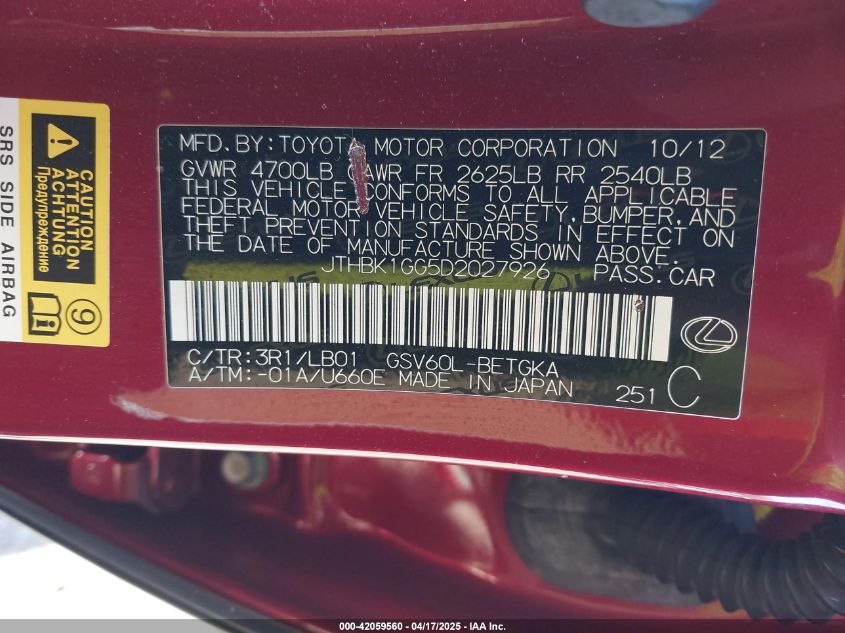 SRS SIDE AIRBAG
CAUTION
ATTENTION
ACHTUNG
Предупреждение
9
MFD.BY:TOYOTA MOTOR CORPORATION 10/12
GVWR 4700LB GAWR FR 2625LB RR 2540LB
THIS VEHICLE CONFORMS TO ALL APPLICABLE
FEDERAL MOTOR VEHICLE SAFETY,BUMPER,AND
THEFT PREVENTION STANDARDS IN EFFECT ON
THE DATE OF MANUFACTURE SHOWN ABOVE.
JTHBK1GG5D2027926 PASS.CAR
C/TR:3R1/LB01 GSV60L-BETGKA
A/TM:-01A/U660E MADE IN JAPAN 251 C
000-42059560 - 04/17/2025 - IAA Inc.